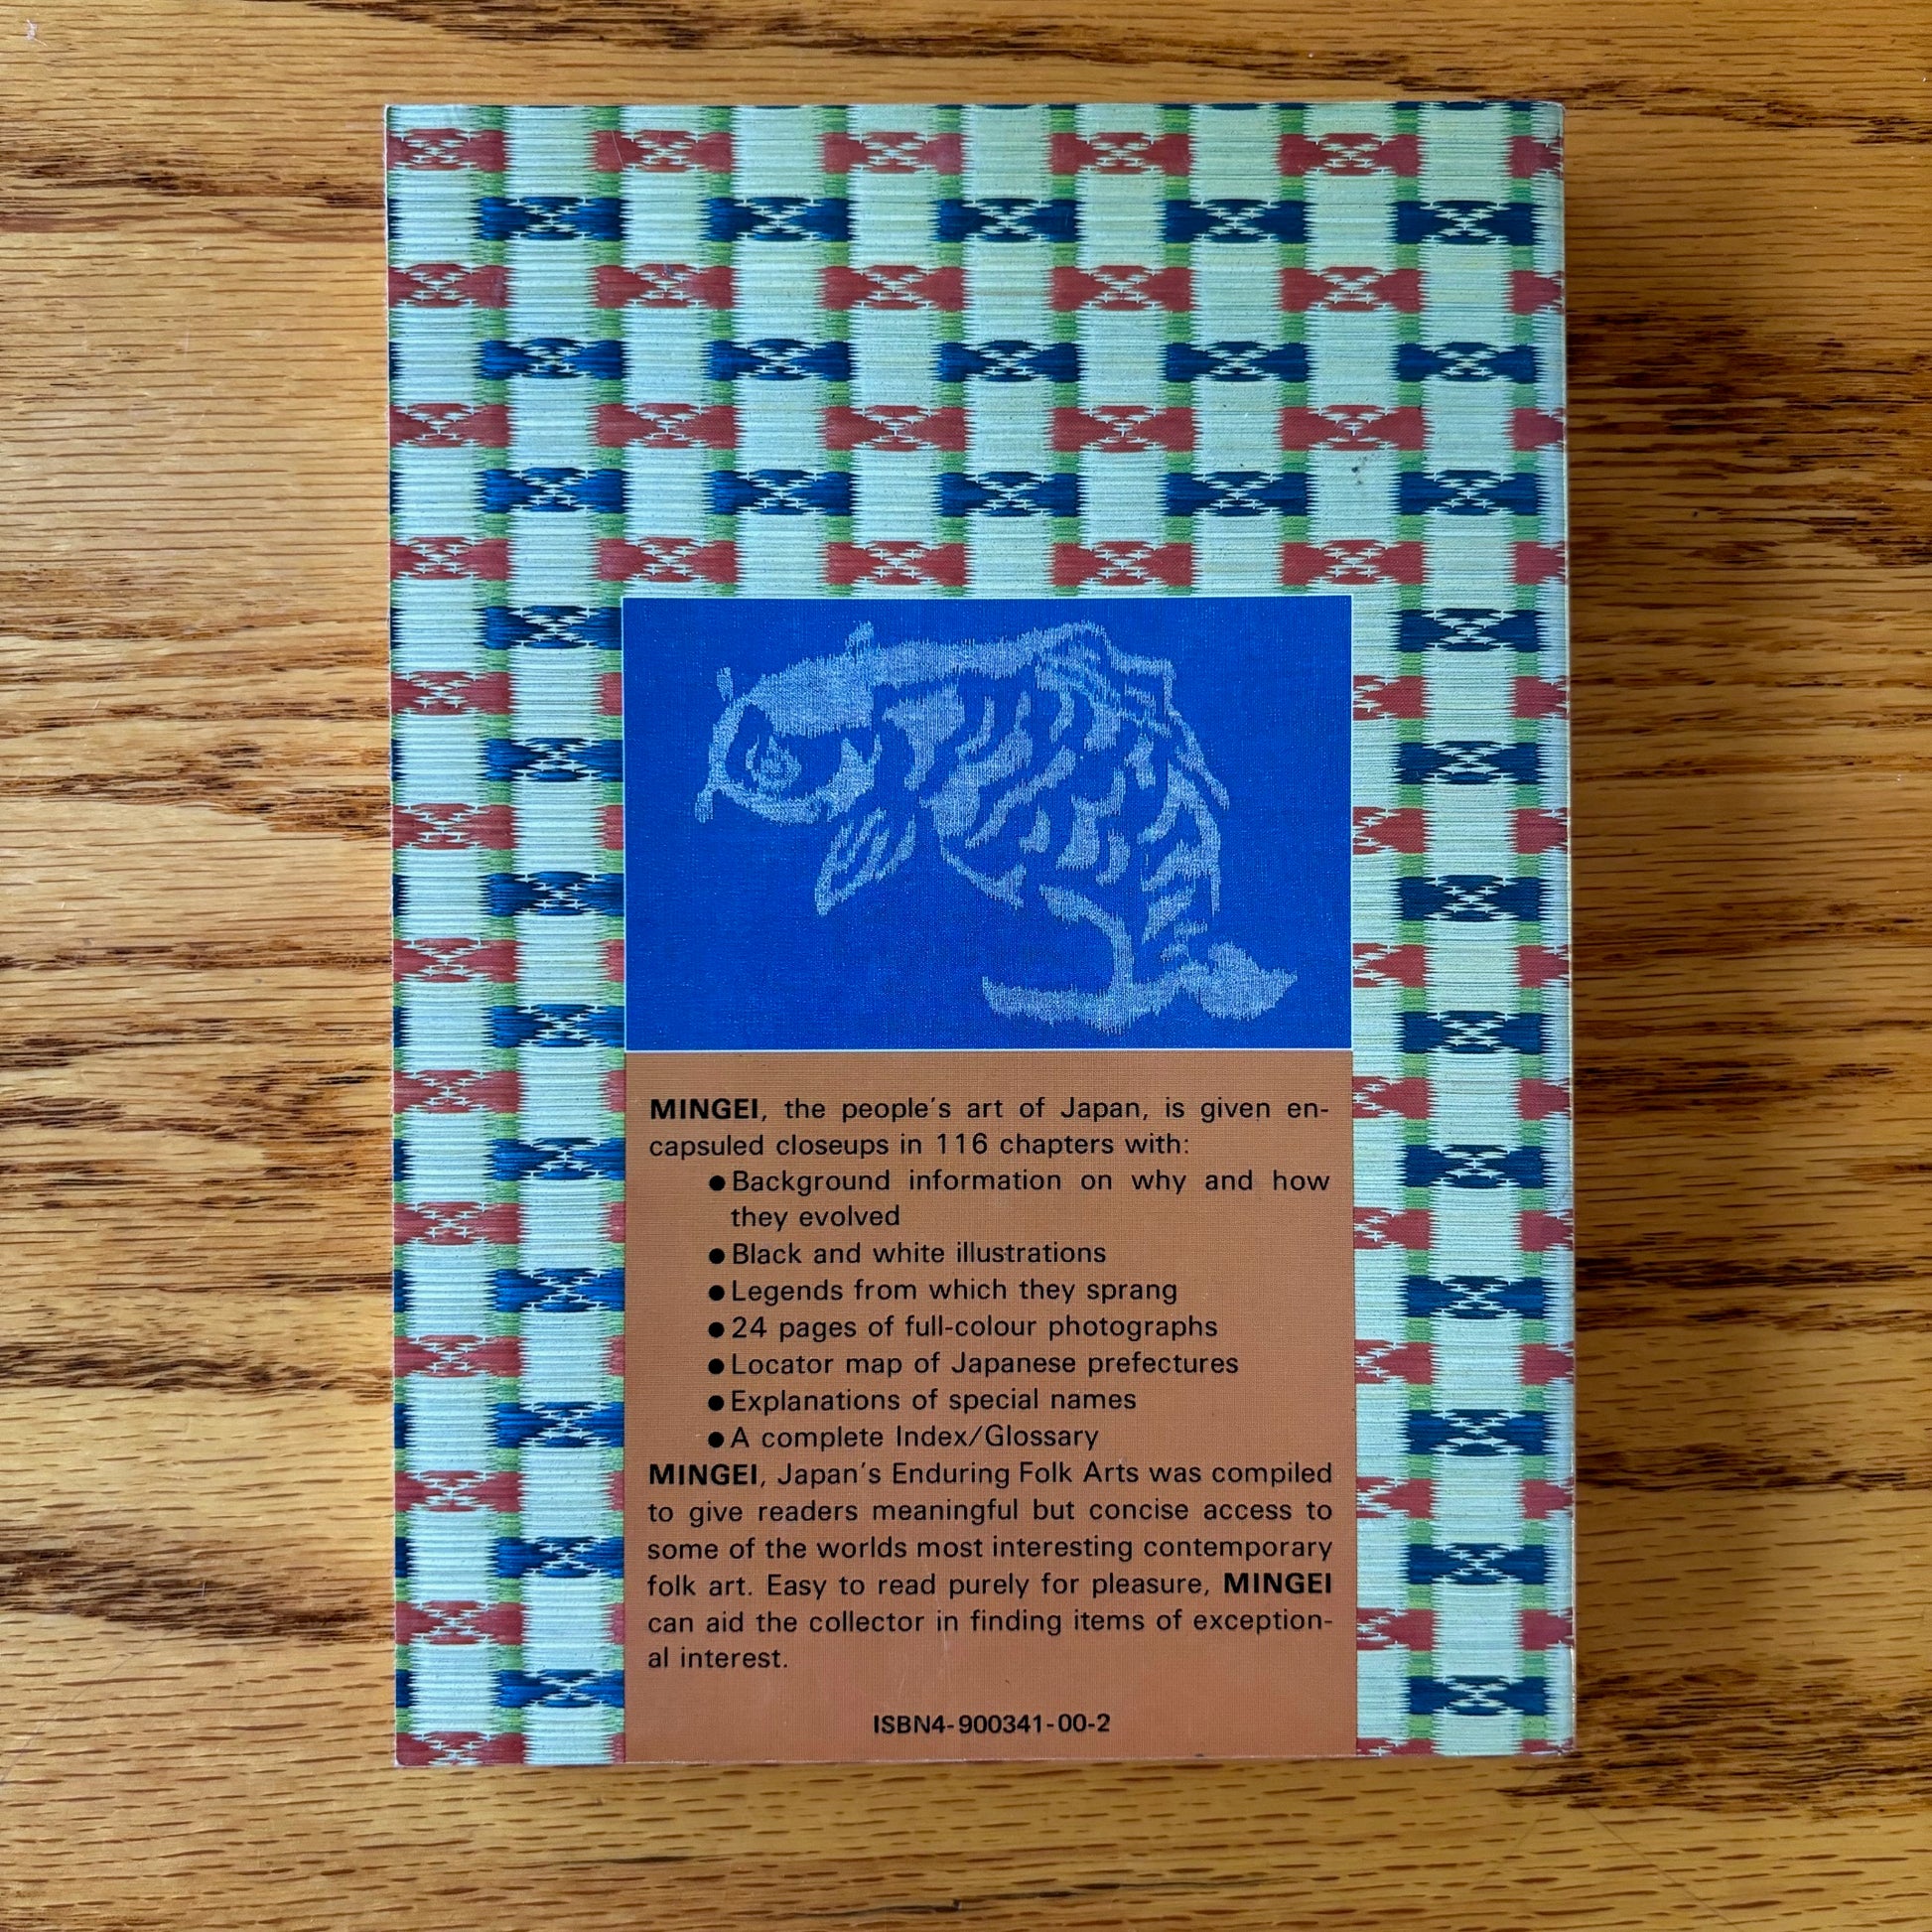 MINGEI, the people's art of Japan, is given en-
capsuled closeups in 116 chapters with:
●Background information on why and how
they evolved
●Black and white illustrations
●Legends from which they sprang
●24 pages of full-colour photographs
●Locator map of Japanese prefectures
●Explanations of special names
●A complete Index/Glossary
MINGEI, Japan's Enduring Folk Arts was compiled
to give readers meaningful but concise access to
some of the worlds most interesting contemporary
folk art. Easy to read purely for pleasure, MINGEI
can aid the collector in finding items of exception-
al interest.
ISBN4-900341-00-2